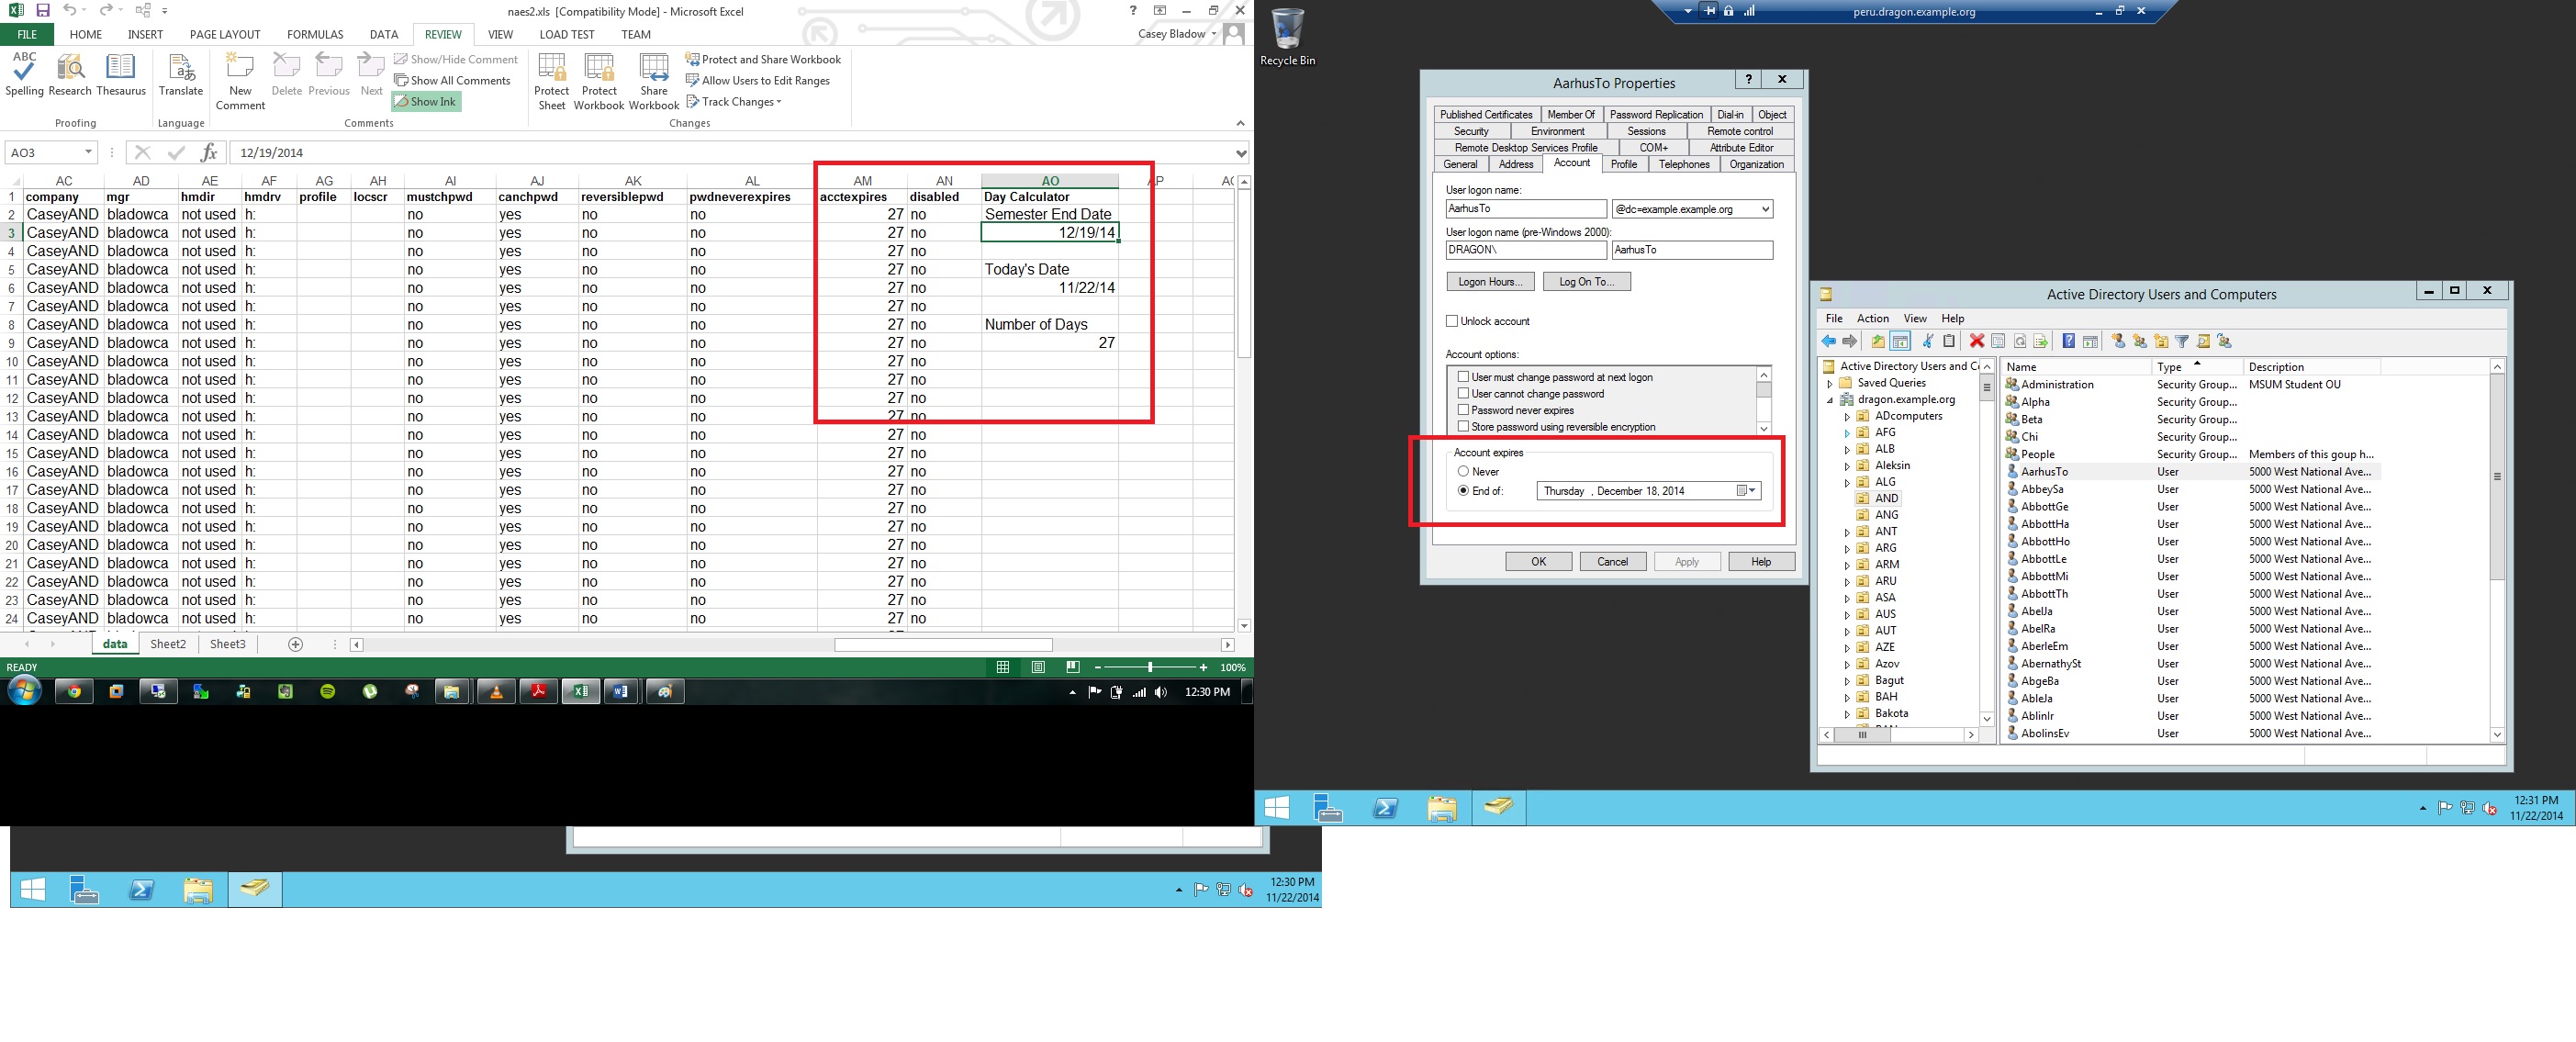 naes2.xls [Compatibility Mode] - Microsoft Excel
FILE HOME INSERT PAGE LAYOUT FORMULAS DATA REVIEW VIEW LOAD TEST TEAM
Casey Bladow
ABC
Spelling Research Thesaurus
Proofing
Translate
Language
New Comment Delete Previous Next
Show/Hide Comment
Show All Comments
Show Ink
Comments
Protect Sheet Protect Workbook Share Workbook
Protect and Share Workbook
Allow Users to Edit Ranges
Track Changes
Changes
AO3 fx 12/19/2014
AC AD AE AF AG AH AI AJ AK AL AM AN AO AP
1 company mgr hmdir hmdrv profile locscr mustchpwd canchpwd reversiblepwd pwdneverexpires acctexpires disabled Day Calculator
2 CaseyAND bladowca not used h: no yes no no 27 no Semester End Date
3 CaseyAND bladowca not used h: no yes no no 27 no 12/19/14
4 CaseyAND bladowca not used h: no yes no no 27 no
5 CaseyAND bladowca not used h: no yes no no 27 no Today's Date
6 CaseyAND bladowca not used h: no yes no no 27 no 11/22/14
7 CaseyAND bladowca not used h: no yes no no 27 no
8 CaseyAND bladowca not used h: no yes no no 27 no Number of Days
9 CaseyAND bladowca not used h: no yes no no 27 no 27
10 CaseyAND bladowca not used h: no yes no no 27 no
11 CaseyAND bladowca not used h: no yes no no 27 no
12 CaseyAND bladowca not used h: no yes no no 27 no
13 CaseyAND bladowca not used h: no yes no no 27 no
14 CaseyAND bladowca not used h: no yes no no 27 no
15 CaseyAND bladowca not used h: no yes no no 27 no
16 CaseyAND bladowca not used h: no yes no no 27 no
17 CaseyAND bladowca not used h: no yes no no 27 no
18 CaseyAND bladowca not used h: no yes no no 27 no
19 CaseyAND bladowca not used h: no yes no no 27 no
20 CaseyAND bladowca not used h: no yes no no 27 no
21 CaseyAND bladowca not used h: no yes no no 27 no
22 CaseyAND bladowca not used h: no yes no no 27 no
23 CaseyAND bladowca not used h: no yes no no 27 no
24 CaseyAND bladowca not used h: no yes no no 27 no
data Sheet2 Sheet3
READY 100%
12:30 PM
Recycle Bin
peru.dragon.example.org
AarhusTo Properties
Published Certificates Member Of Password Replication Dial-in Object
Security Environment Sessions Remote control
Remote Desktop Services Profile COM+ Attribute Editor
General Address Account Profile Telephones Organization
User logon name:
AarhusTo @dc=example.example.org
User logon name (pre-Windows 2000):
DRAGON\ AarhusTo
Logon Hours... Log On To...
Unlock account
Account options:
User must change password at next logon
User cannot change password
Password never expires
Store password using reversible encryption
Account expires
Never
End of: Thursday , December 18, 2014
OK Cancel Apply Help
Active Directory Users and Computers
File Action View Help
Active Directory Users and C
Saved Queries
dragon.example.org
ADcomputers
AFG
ALB
Aleksin
ALG
AND
ANG
ANT
ARG
ARM
ARU
ASA
AUS
AUT
AZE
Azov
Bagut
BAH
Bakota
Name Type Description
Administration Security Group... MSUM Student OU
Alpha Security Group...
Beta Security Group...
Chi Security Group...
People Security Group... Members of this goup h...
AarhusTo User 5000 West National Ave...
AbbeySa User 5000 West National Ave...
AbbottGe User 5000 West National Ave...
AbbottHa User 5000 West National Ave...
AbbottHo User 5000 West National Ave...
AbbottLe User 5000 West National Ave...
AbbottMi User 5000 West National Ave...
AbbottTh User 5000 West National Ave...
AbelJa User 5000 West National Ave...
AbelRa User 5000 West National Ave...
AberleEm User 5000 West National Ave...
AbernathySt User 5000 West National Ave...
AbgeBa User 5000 West National Ave...
AbleJa User 5000 West National Ave...
AblinIr User 5000 West National Ave...
AbolinsEv User 5000 West National Ave...
12:31 PM
11/22/2014
12:30 PM
11/22/2014